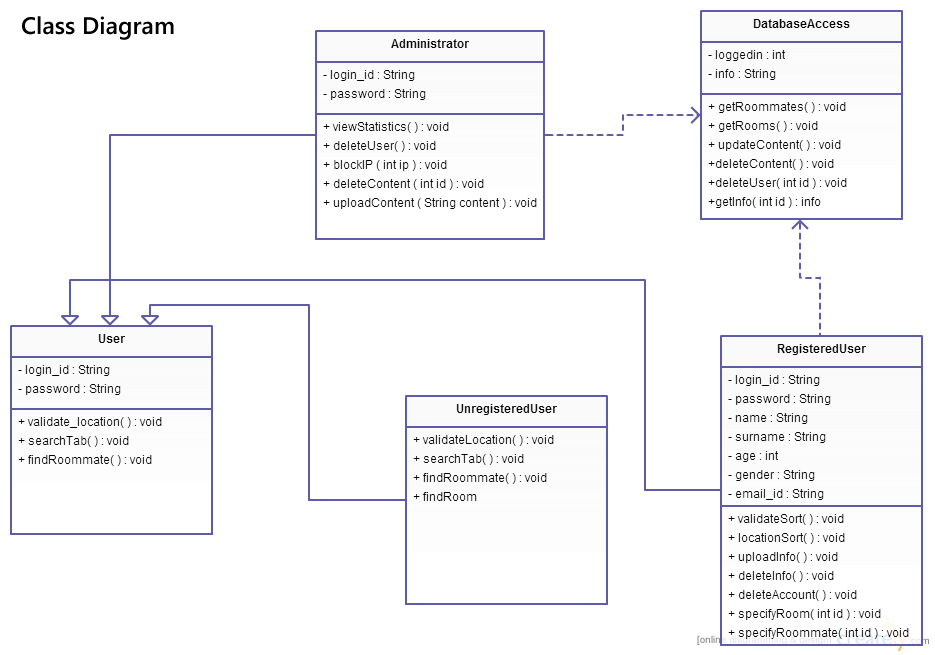 Class Diagram
Administrator
- login_id : String
- password : String
+ viewStatistics( ) : void
+ deleteUser( ) : void
+ blockIP ( int ip ) : void
+ deleteContent ( int id ) : void
+ uploadContent ( String content ) : void
DatabaseAccess
- loggedin : int
- info : String
+ getRoommates( ) : void
+ getRooms( ) : void
+ updateContent( ) : void
+deleteContent( ) : void
+deleteUser( int id ) : void
+getInfo( int id ) : info
User
- login_id : String
- password : String
+ validate_location( ) : void
+ searchTab( ) : void
+ findRoommate( ) : void
UnregisteredUser
+ validateLocation( ) : void
+ searchTab( ) : void
+ findRoommate( ) : void
+ findRoom
RegisteredUser
- login_id : String
- password : String
- name : String
- surname : String
- age : int
- gender : String
- email_id : String
+ validateSort( ) : void
+ locationSort( ) : void
+ uploadInfo( ) : void
+ deleteInfo( ) : void
+ deleteAccount( ) : void
+ specifyRoom( int id ) : void
+ specifyRoommate( int id ) : void